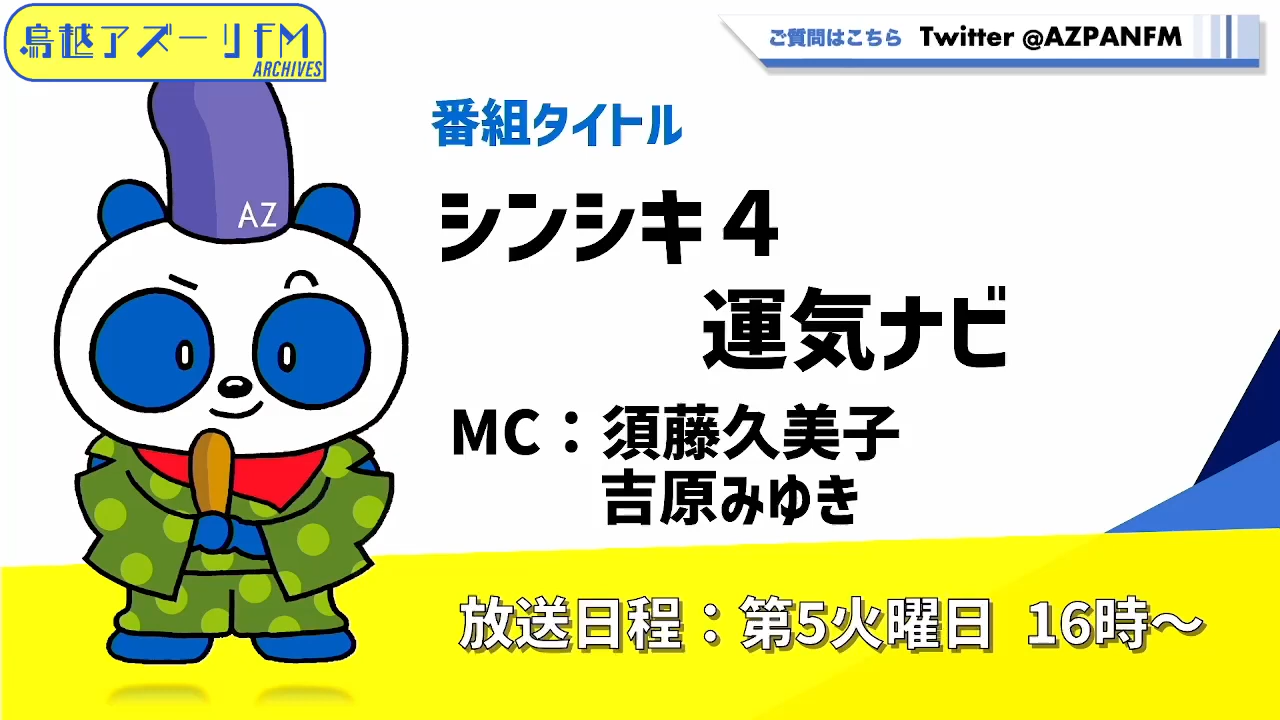 鳥越アズーリFM
ARCHIVES
ご質問はこちら Twitter @AZPANFM
番組タイトル
AZ
シンシキ4
運気ナビ
MC：須藤久美子
吉原みゆき
放送日程：第5火曜日 16時～